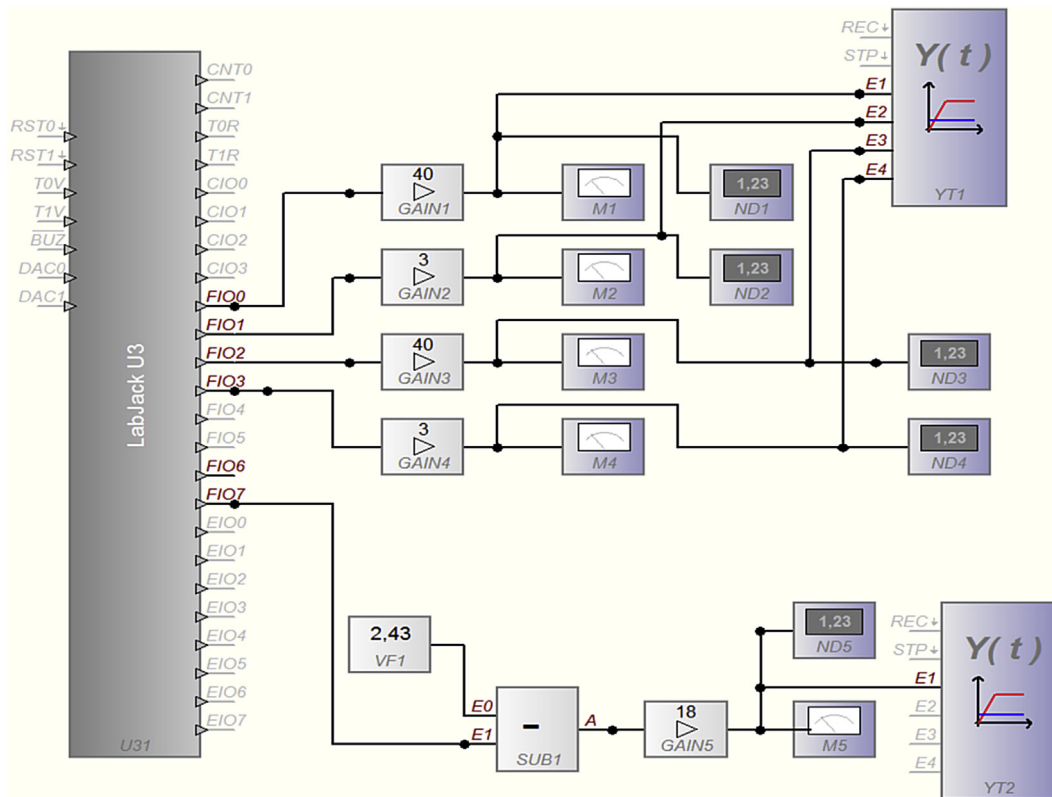 LabJack U3
U31
RST0↓
RST1↓
T0V
T1V
BUZ
DAC0
DAC1
CNT0
CNT1
T0R
T1R
CIO0
CIO1
CIO2
CIO3
FIO0
FIO1
FIO2
FIO3
FIO4
FIO5
FIO6
FIO7
EIO0
EIO1
EIO2
EIO3
EIO4
EIO5
EIO6
EIO7
40
GAIN1
M1
1,23
ND1
3
GAIN2
M2
1,23
ND2
40
GAIN3
M3
1,23
ND3
3
GAIN4
M4
1,23
ND4
REC↓
STP↓
E1
E2
E3
E4
Y( t )
YT1
2,43
VF1
E0
E1
-
A
SUB1
18
GAIN5
1,23
ND5
M5
REC↓
STP↓
E1
E2
E3
E4
Y( t )
YT2